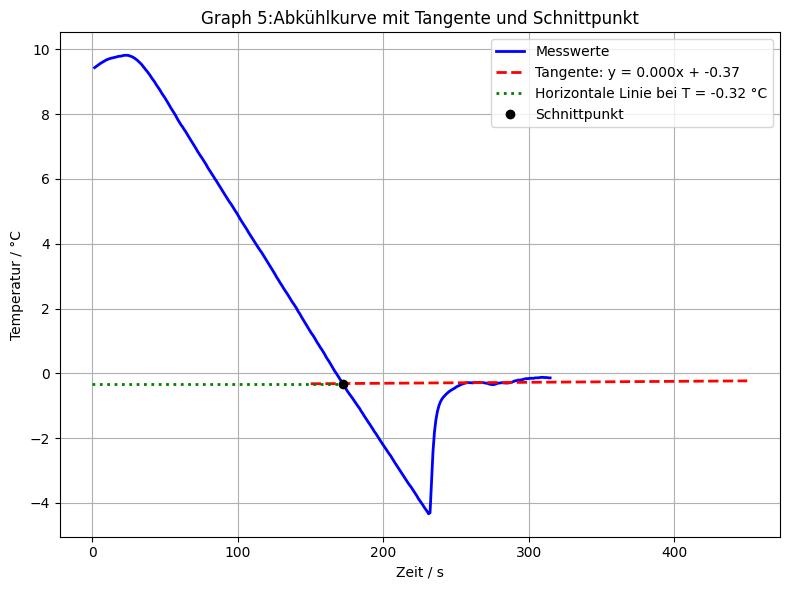 Graph 5:Abkühlkurve mit Tangente und Schnittpunkt
Messwerte
Tangente: y = 0.000x + -0.37
Horizontale Linie bei T = -0.32 °C
Schnittpunkt
10
8
6
4
2
0
−2
−4
Temperatur / °C
0
100
200
300
400
Zeit / s